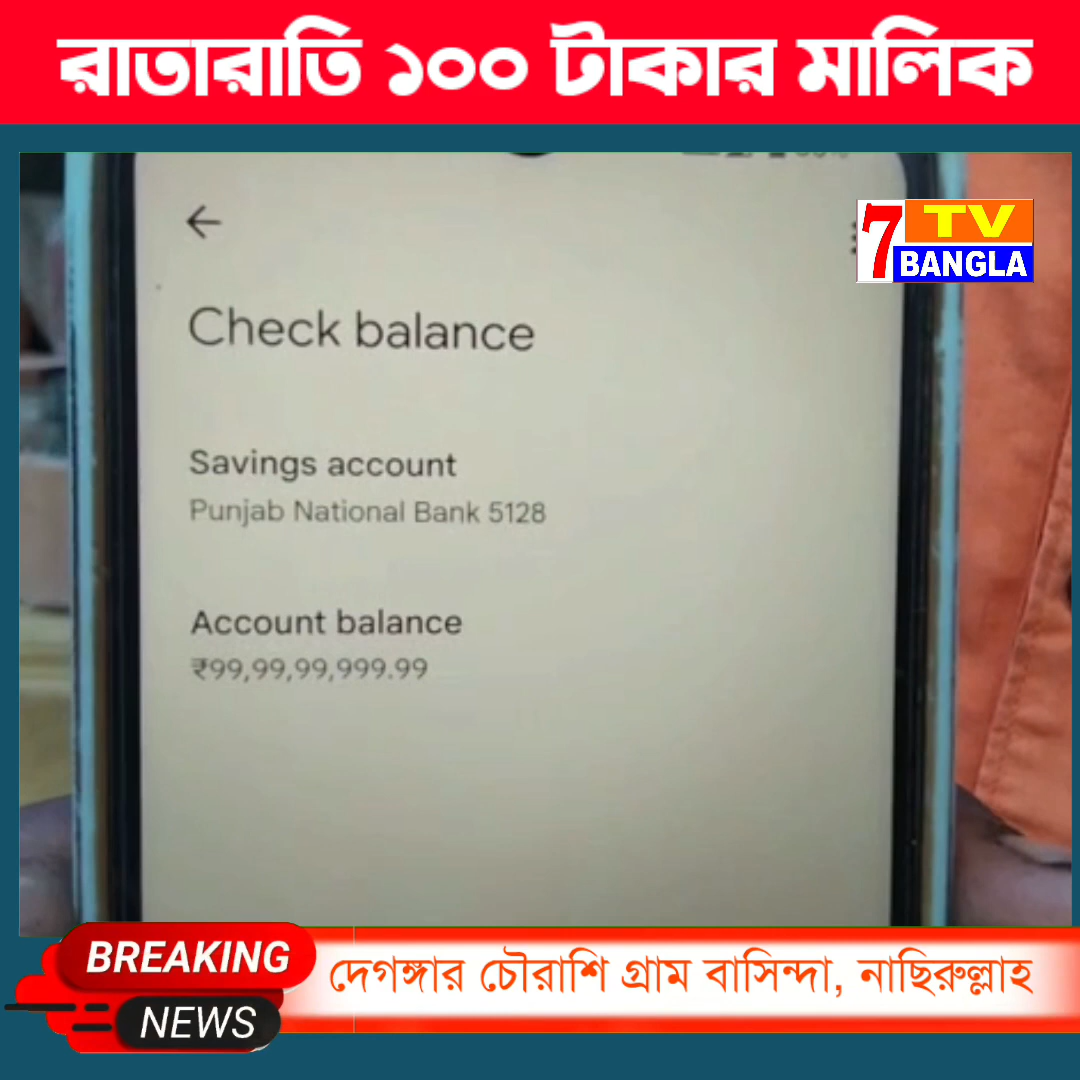 রাতারাতি ১০০ টাকার মালিক
7 TV BANGLA
Check balance
Savings account
Punjab National Bank 5128
Account balance
₹99,99,99,999.99
BREAKING NEWS
দেগঙ্গার চৌরাশি গ্রাম বাসিন্দা, নাছিরুল্লাহ